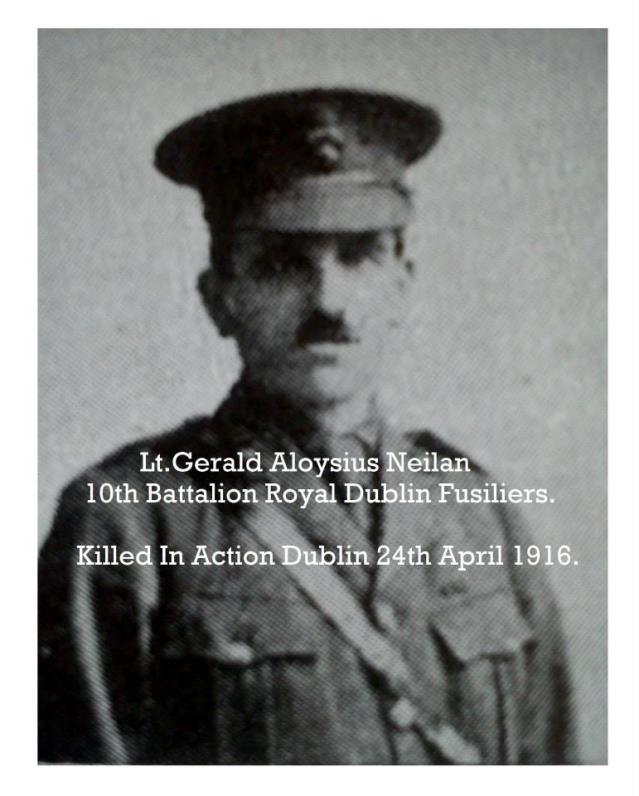 Lt.Gerald Aloysius Neilan
10th Battalion Royal Dublin Fusiliers.
Killed In Action Dublin 24th April 1916.